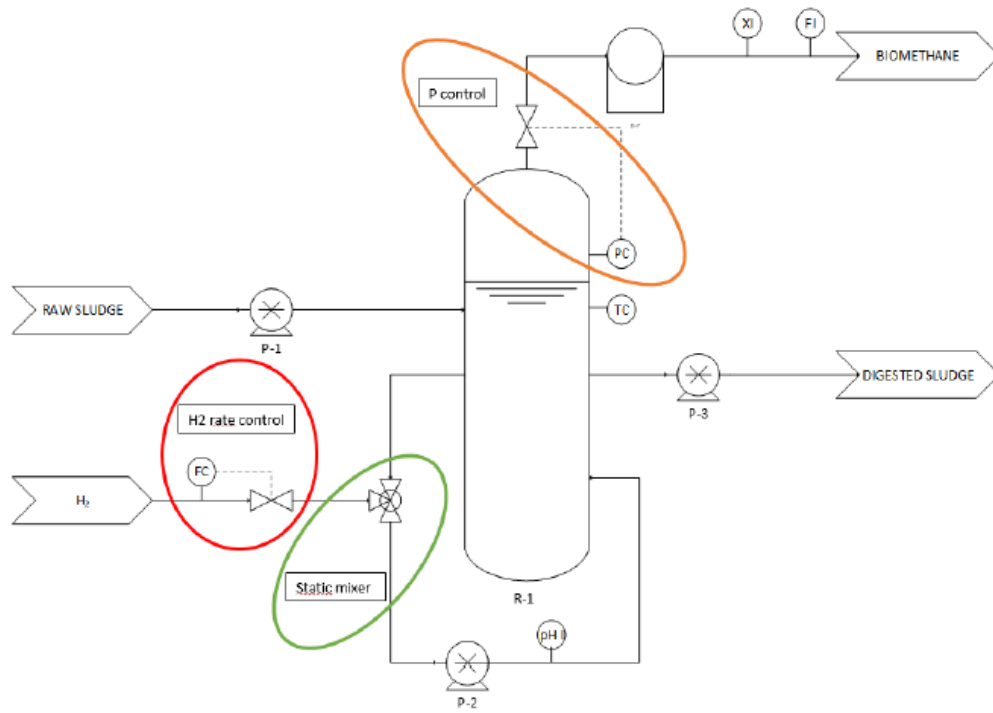 XI
FI
BIOMETHANE
P control
PC
TC
RAW SLUDGE
P-1
DIGESTED SLUDGE
P-3
H2 rate control
FC
H₂
Static mixer
R-1
pH I
P-2